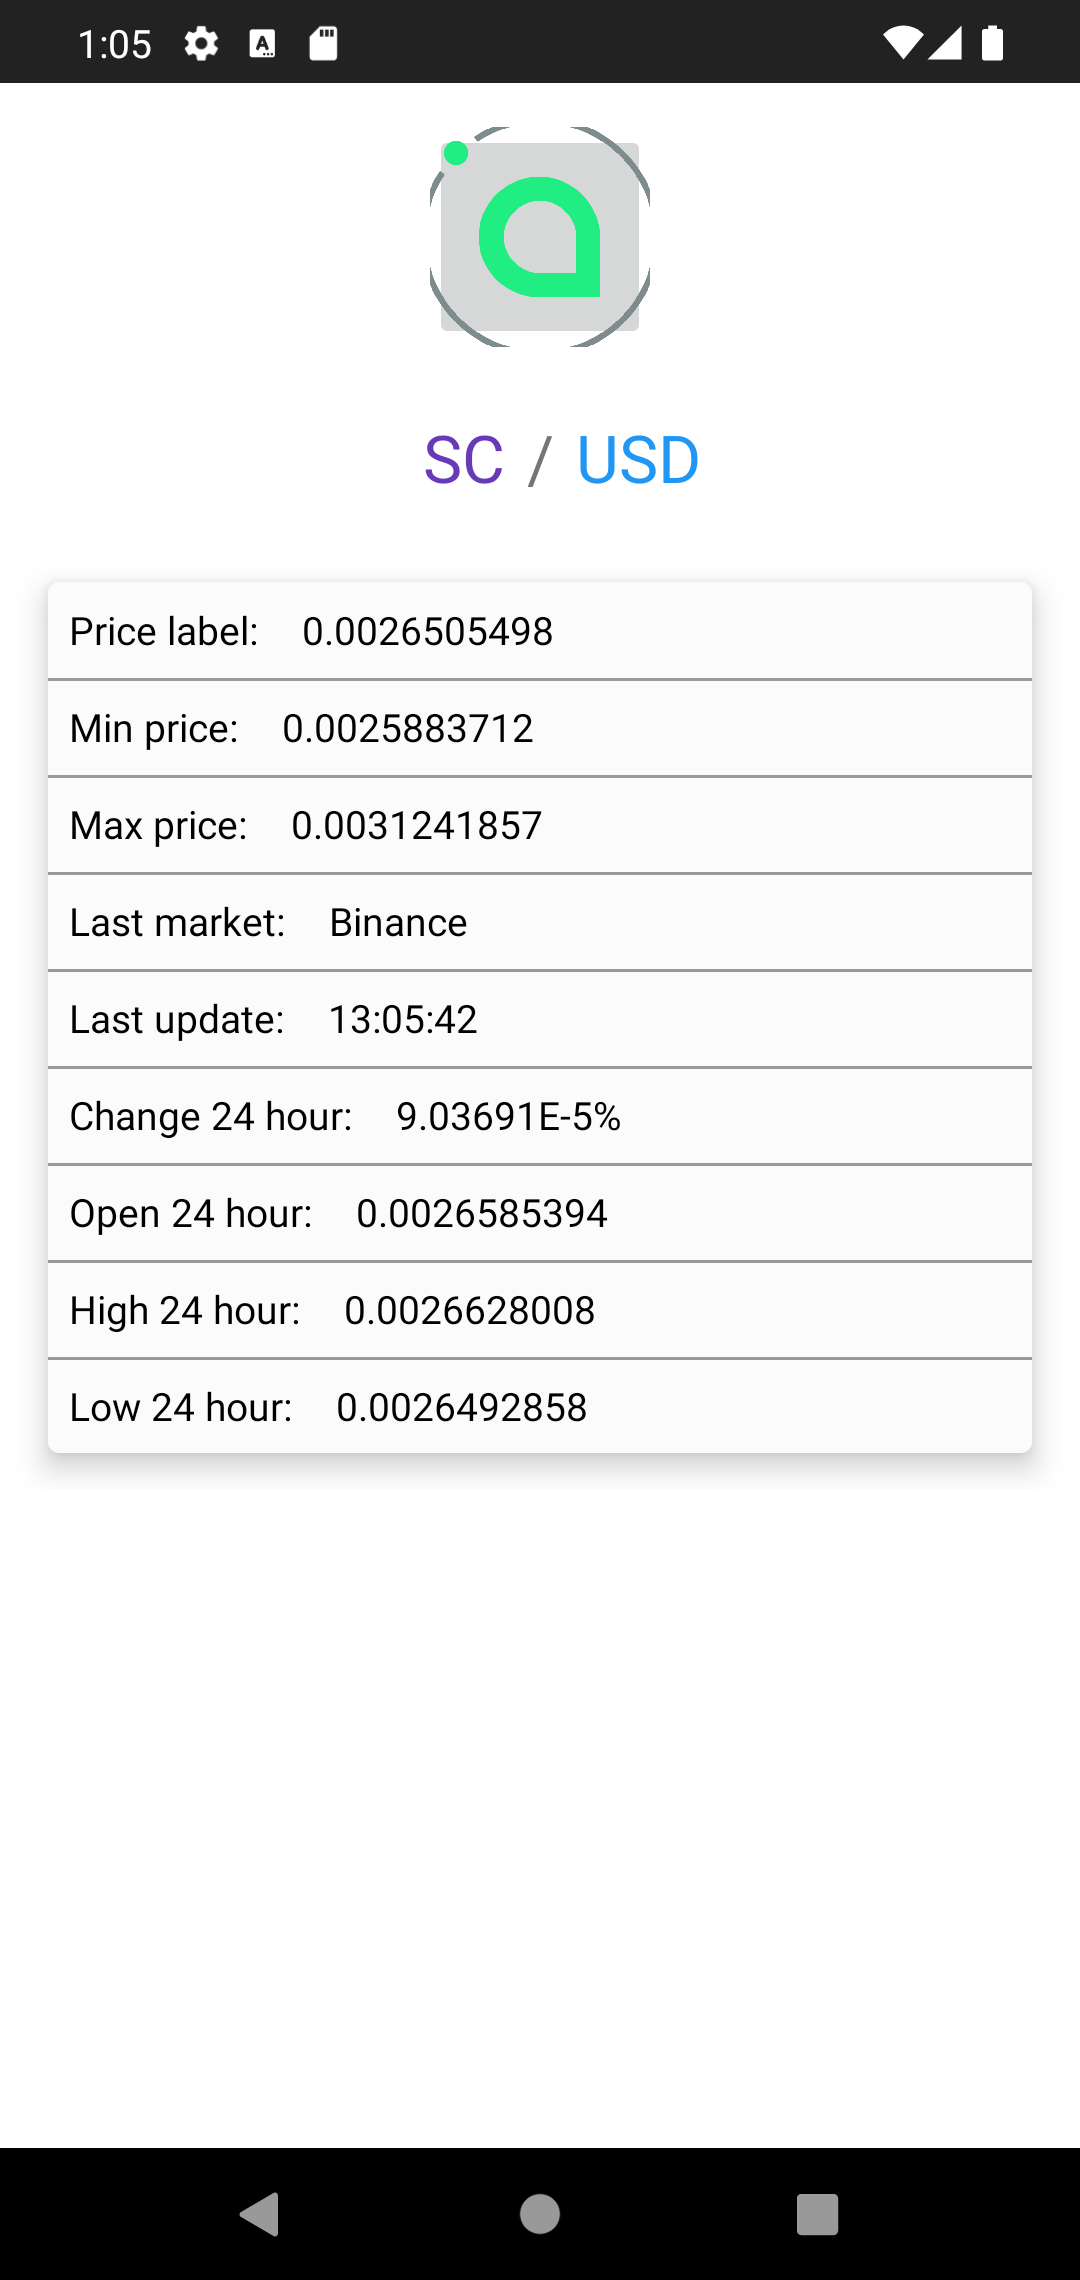 1:05
SC / USD
Price label: 0.0026505498
Min price: 0.0025883712
Max price: 0.0031241857
Last market: Binance
Last update: 13:05:42
Change 24 hour: 9.03691E-5%
Open 24 hour: 0.0026585394
High 24 hour: 0.0026628008
Low 24 hour: 0.0026492858